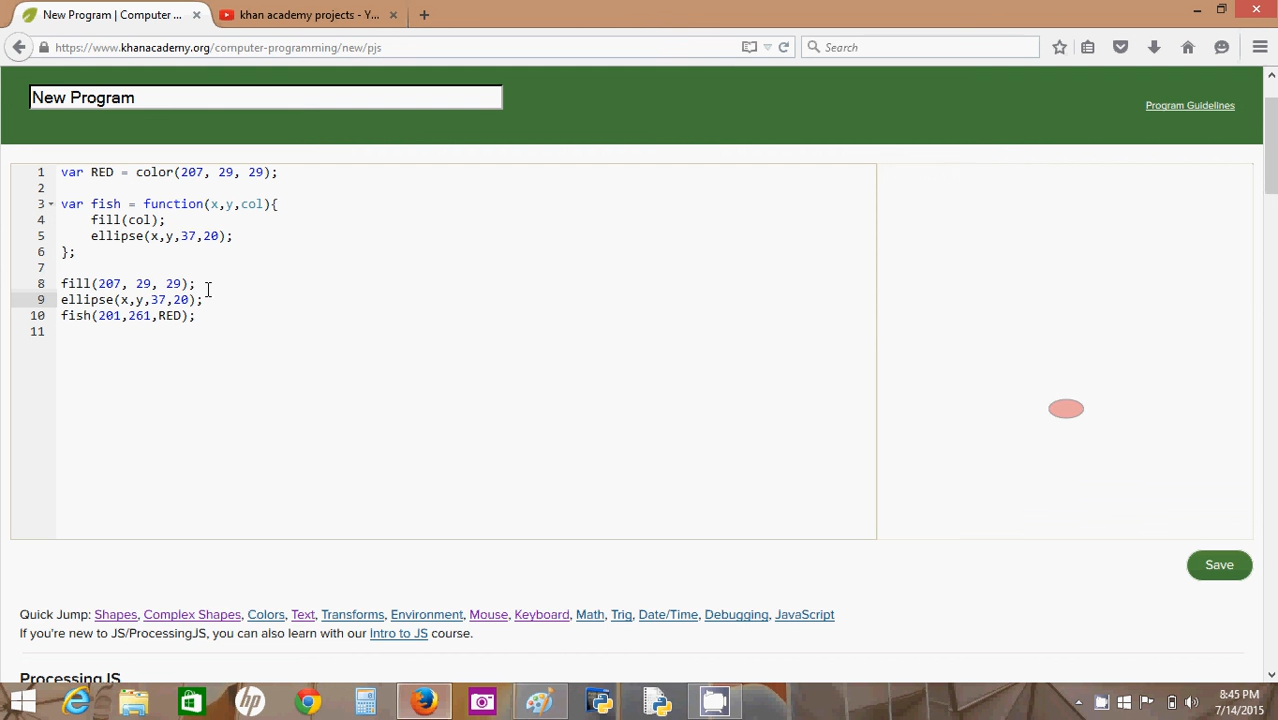 New Program | Computer ...
khan academy projects - Y...
https://www.khanacademy.org/computer-programming/new/pjs
Search
New Program
Program Guidelines
1 var RED = color(207, 29, 29);
2
3 var fish = function(x,y,col){
4 fill(col);
5 ellipse(x,y,37,20);
6 };
7
8 fill(207, 29, 29);
9 ellipse(x,y,37,20);
10 fish(201,261,RED);
11
Save
Quick Jump: Shapes, Complex Shapes, Colors, Text, Transforms, Environment, Mouse, Keyboard, Math, Trig, Date/Time, Debugging, JavaScript
If you're new to JS/ProcessingJS, you can also learn with our Intro to JS course.
Processing JS
hp
8:45 PM
7/14/2015